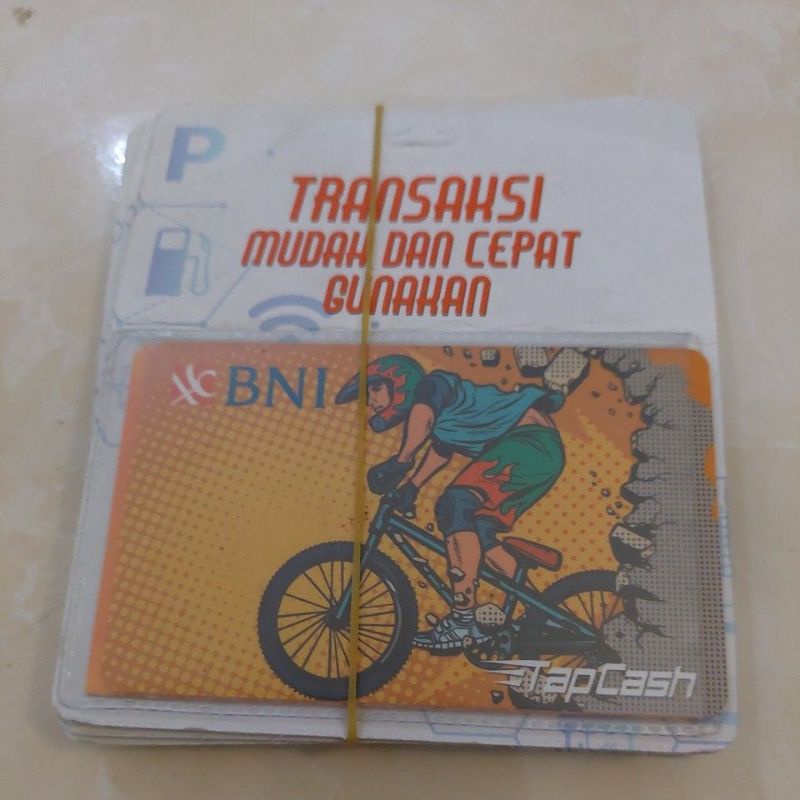 P
TRANSAKSI
MUDAH DAN CEPAT
GUNAKAN
BNI
TapCash